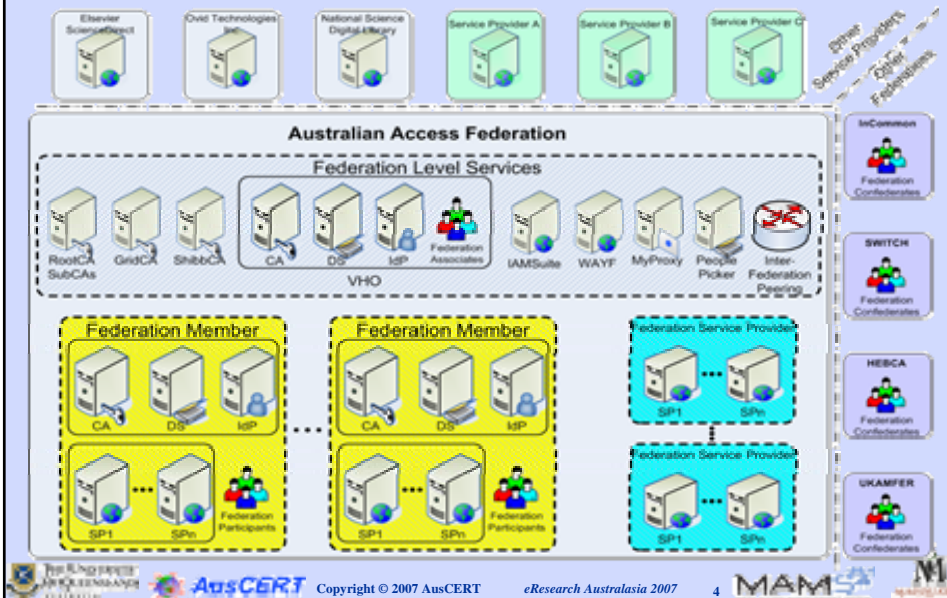 Elsevier
ScienceDirect
Ovid Technologies
Inc
National Science
Digital Library
Service Provider A
Service Provider B
Service Provider C
Other
Service Providers
Other
Federations
Australian Access Federation
Federation Level Services
RootCA
SubCAs
GridCA
ShibbCA
CA
DS
IdP
Federation
Associates
VHO
IAMSuite
WAYF
MyProxy
People
Picker
Inter-
Federation
Peering
InCommon
Federation
Confederates
SWITCH
Federation
Confederates
HEBCA
Federation
Confederates
UKAMFER
Federation
Confederates
Federation Member
CA
DS
IdP
SP1
SPn
Federation
Participants
...
Federation Member
CA
DS
IdP
SP1
SPn
Federation
Participants
Federation Service Provider
SP1
SPn
Federation Service Provider
SP1
SPn
THE UNIVERSITY
OF QUEENSLAND
AusCERT
Copyright © 2007 AusCERT
eResearch Australasia 2007
4
MAMS